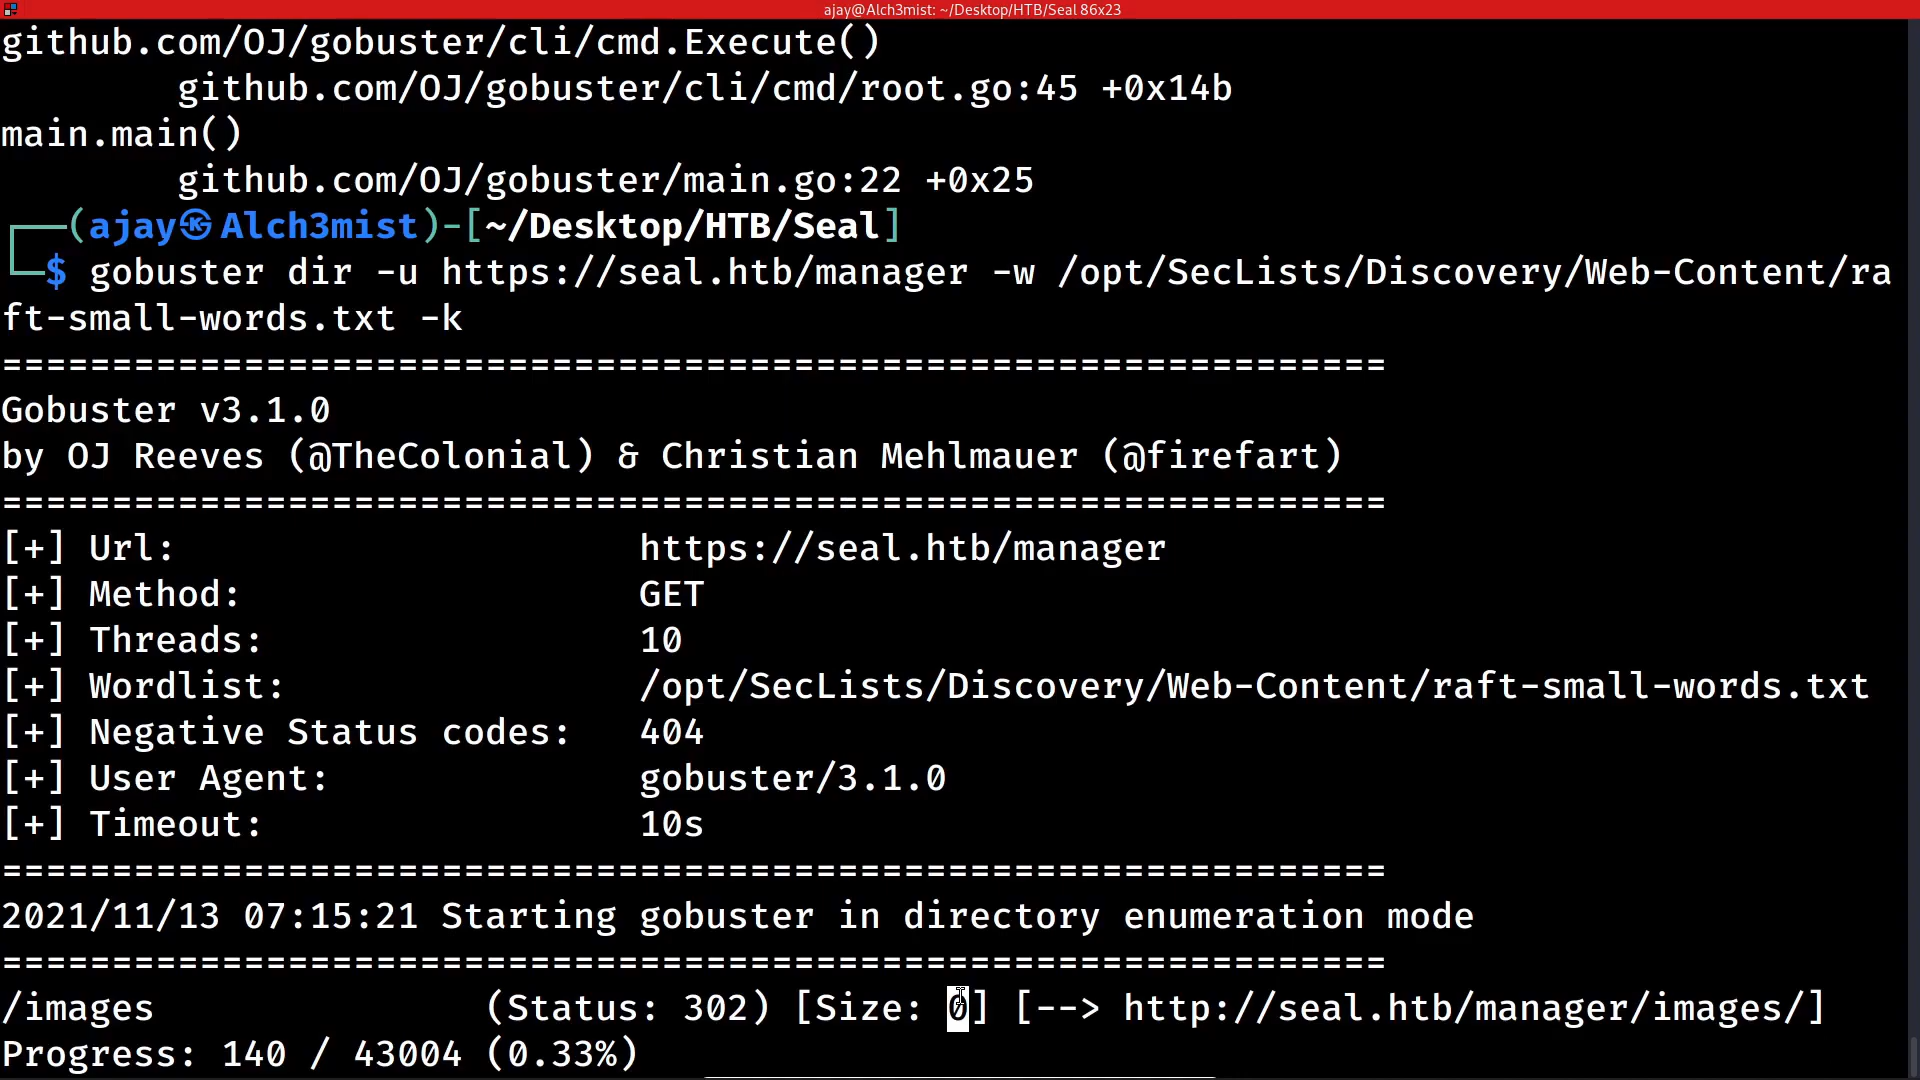 ajay@Alch3mist: ~/Desktop/HTB/Seal 86x23
github.com/OJ/gobuster/cli/cmd.Execute()
        github.com/OJ/gobuster/cli/cmd/root.go:45 +0x14b
main.main()
        github.com/OJ/gobuster/main.go:22 +0x25
┌──(ajay㉿Alch3mist)-[~/Desktop/HTB/Seal]
└─$ gobuster dir -u https://seal.htb/manager -w /opt/SecLists/Discovery/Web-Content/ra
ft-small-words.txt -k
===============================================================
Gobuster v3.1.0
by OJ Reeves (@TheColonial) & Christian Mehlmauer (@firefart)
===============================================================
[+] Url:                     https://seal.htb/manager
[+] Method:                  GET
[+] Threads:                 10
[+] Wordlist:                /opt/SecLists/Discovery/Web-Content/raft-small-words.txt
[+] Negative Status codes:   404
[+] User Agent:              gobuster/3.1.0
[+] Timeout:                 10s
===============================================================
2021/11/13 07:15:21 Starting gobuster in directory enumeration mode
===============================================================
/images               (Status: 302) [Size: 0] [--> http://seal.htb/manager/images/]
Progress: 140 / 43004 (0.33%)